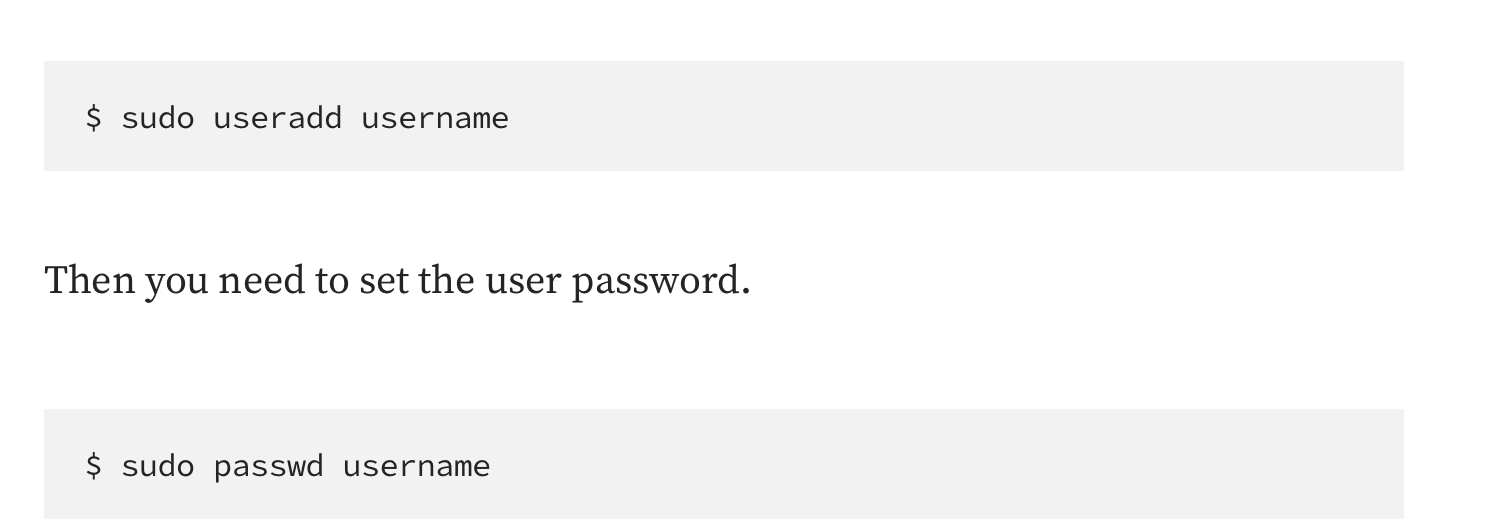 $ sudo useradd username
Then you need to set the user password.
$ sudo passwd username